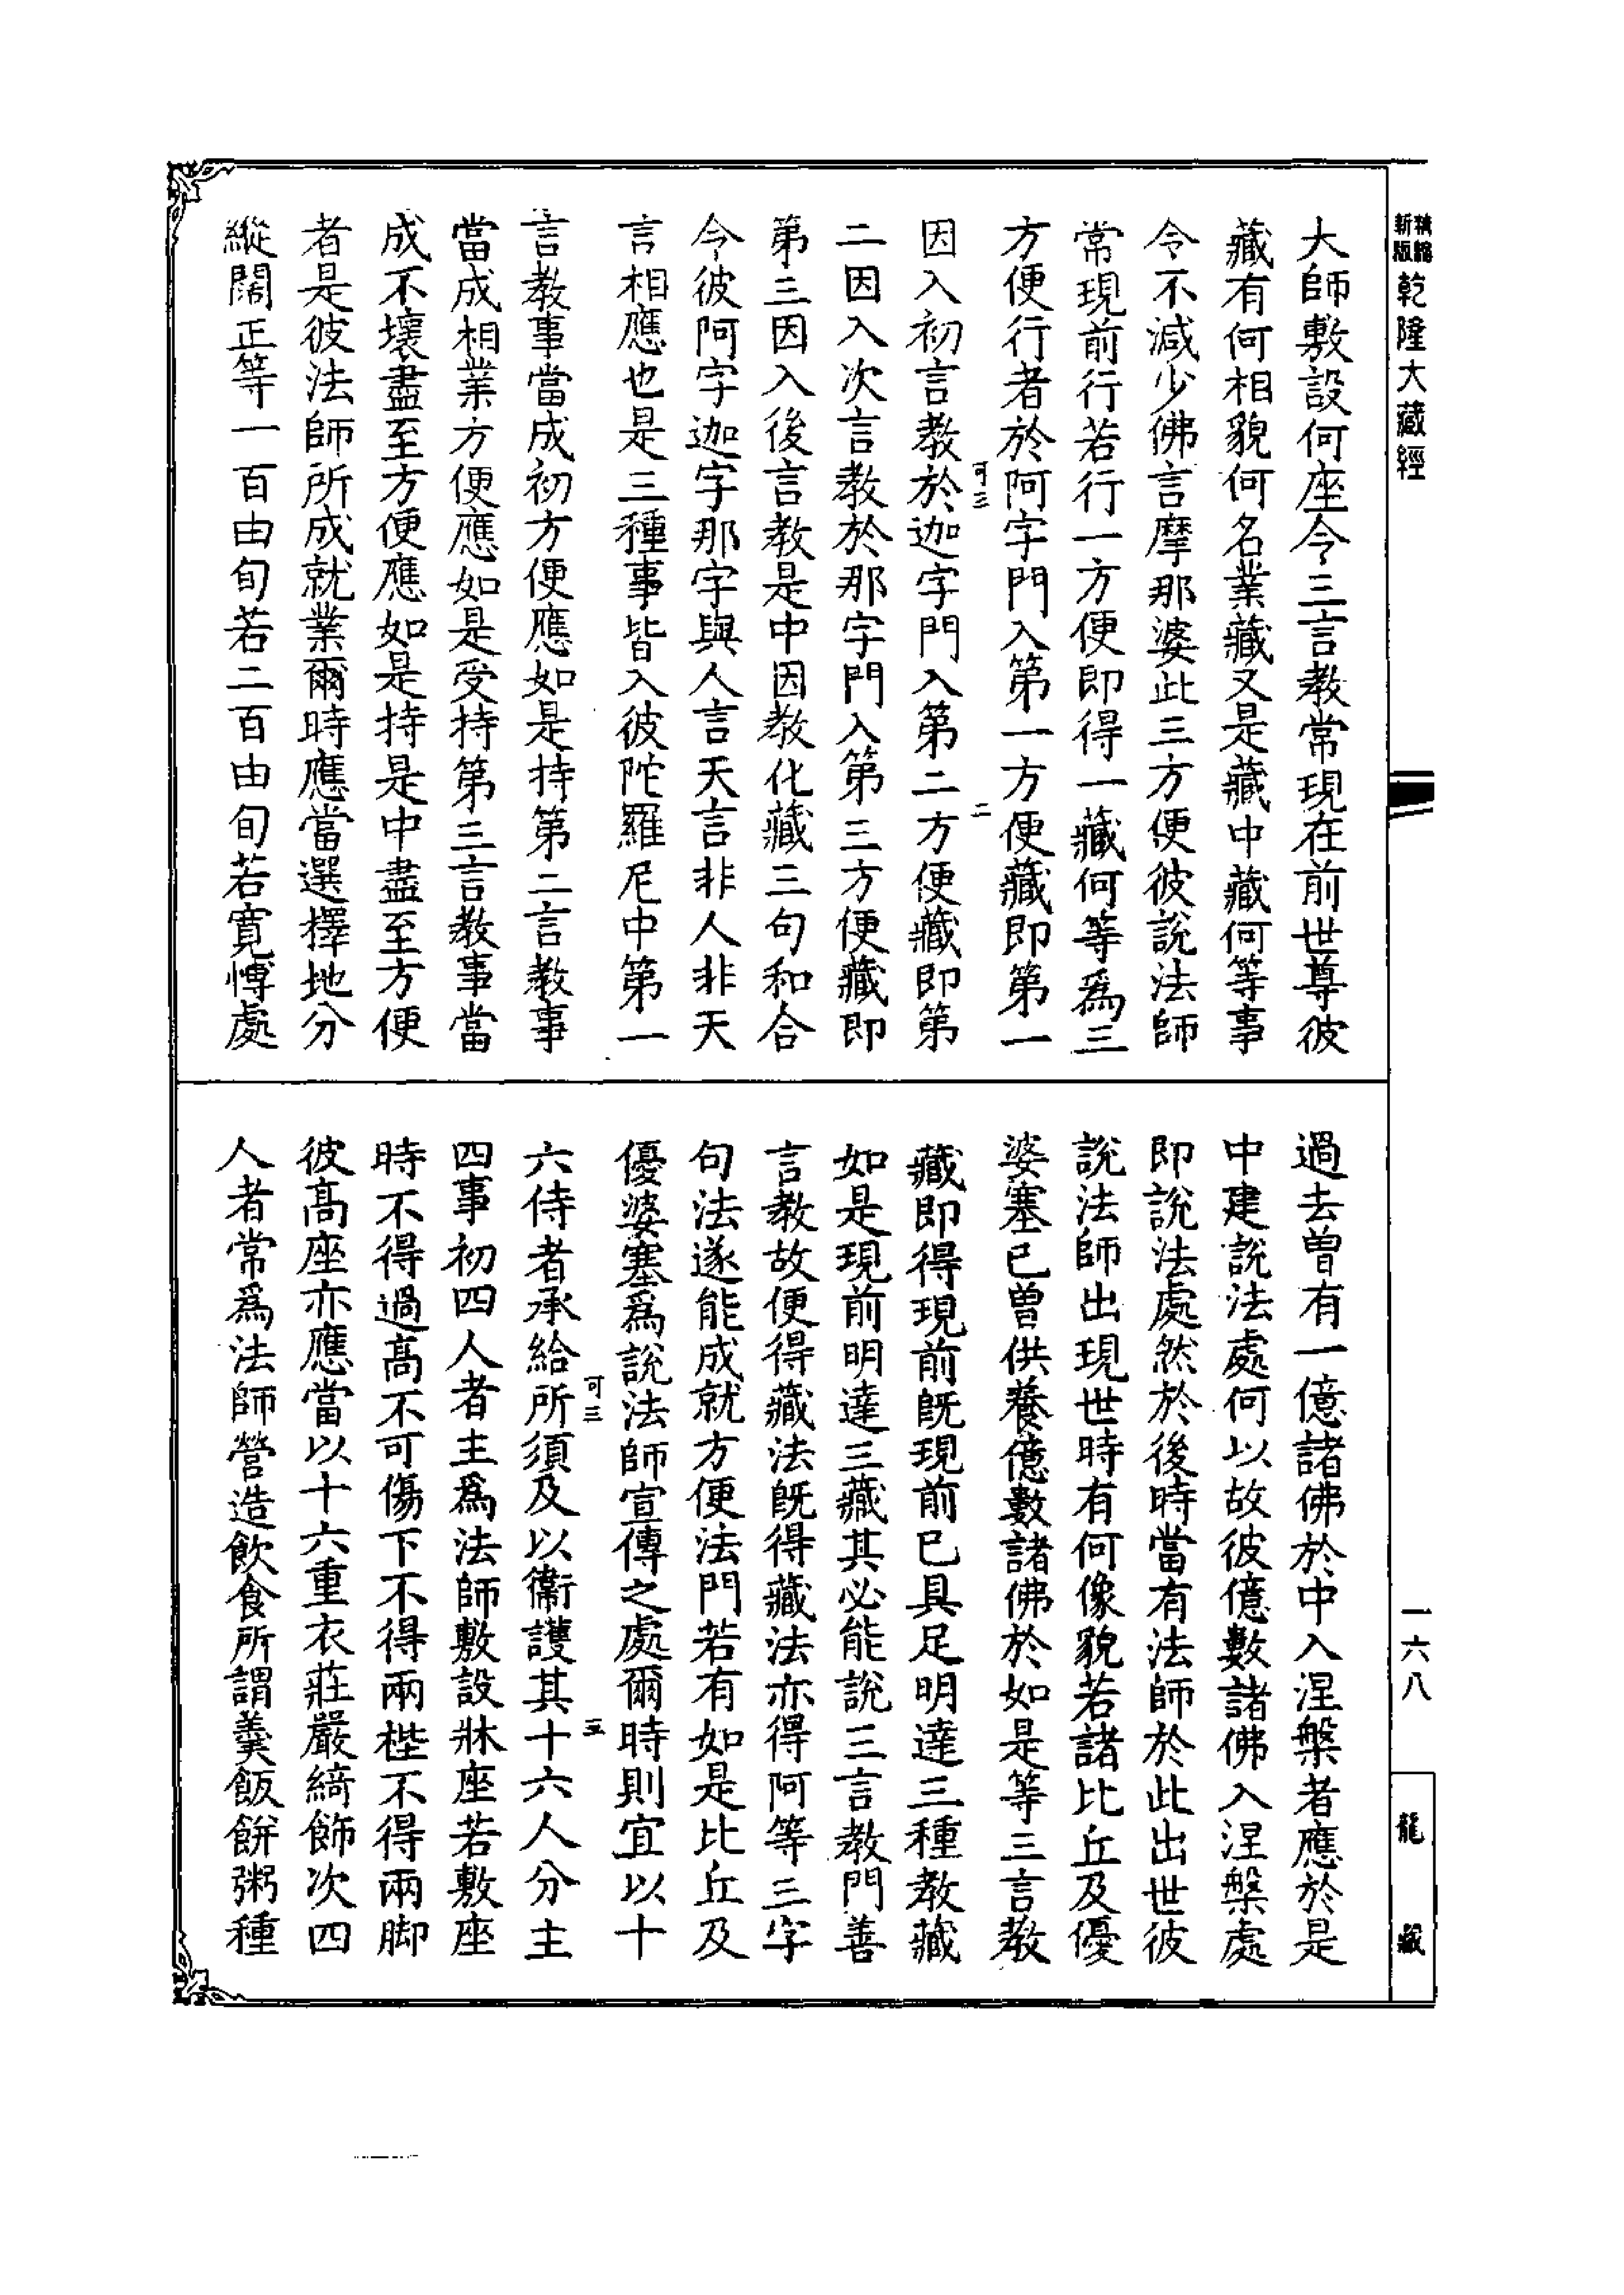 精縮
新版
乾隆大藏經
一六八
龍藏
大師敷設何座今三言教常現在前世尊彼
藏有何相貌何名業藏又是藏中藏何等事
令不減少佛言摩那婆此三方便彼說法師
常現前行若行一方便即得一藏何等爲三
方便行者於阿字門入第一方便藏即第一
可三
二
因入初言教於迦字門入第二方便藏即第
二因入次言教於那字門入第三方便藏即
第三因入後言教是中因教化藏三句和合
令彼阿字迦字那字與人言天言非人非天
言相應也是三種事皆入彼陀羅尼中第一
言教事當成初方便應如是持第二言教事
當成相業方便應如是受持第三言教事當
成不壞盡至方便應如是持是中盡至方便
者是彼法師所成就業爾時應當選擇地分
縱闊正等一百由旬若二百由旬若寬慱處
過去曾有一億諸佛於中入涅槃者應於是
中建說法處何以故彼億數諸佛入涅槃處
即說法處然於後時當有法師於此出世彼
說法師出現世時有何像貌若諸比丘及優
婆塞已曾供養億數諸佛於如是等三言教
藏即得現前既現前已具足明達三種教藏
如是現前明達三藏其必能說三言教門善
言教故便得藏法既得藏法亦得阿等三字
句法遂能成就方便法門若有如是比丘及
優婆塞爲說法師宣傳之處爾時則宜以十
可三
三
六侍者承給所須及以衞護其十六人分主
四事初四人者主爲法師敷設牀座若敷座
時不得過高不可傷下不得兩桎不得兩脚
彼高座亦應當以十六重衣莊嚴綺飾次四
人者常爲法師營造飲食所謂羹飯餅粥種